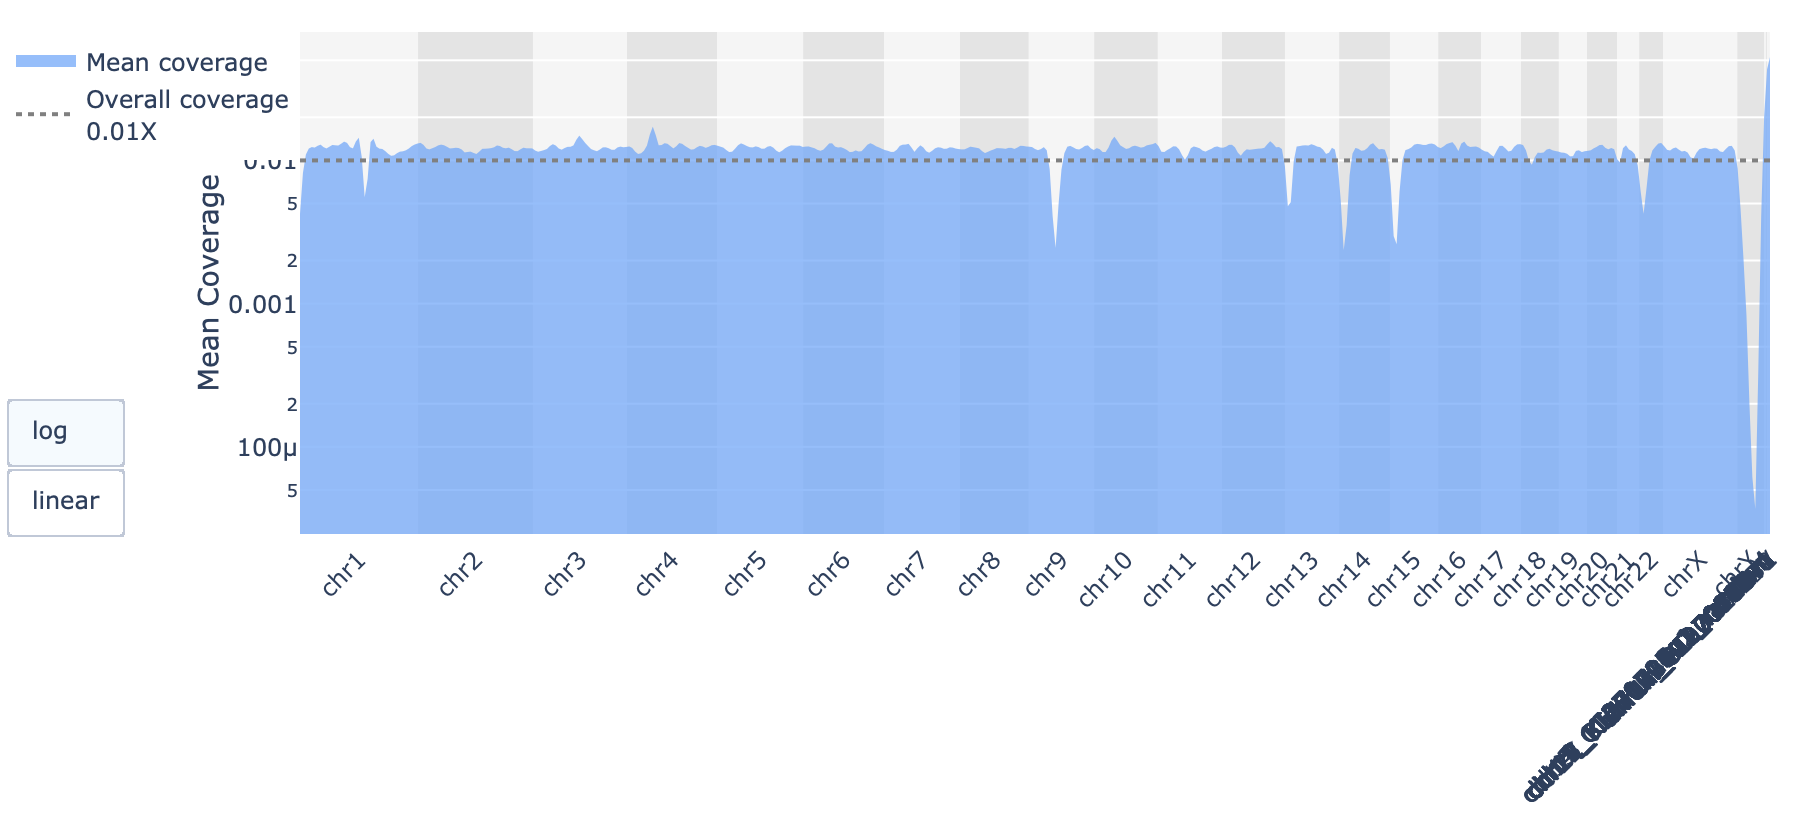 Mean coverage
Overall coverage
0.01X
Mean Coverage
0.01
5
2
0.001
5
2
100μ
5
log
linear
chr1
chr2
chr3
chr4
chr5
chr6
chr7
chr8
chr9
chr10
chr11
chr12
chr13
chr14
chr15
chr16
chr17
chr18
chr19
chr20
chr21
chr22
chrX